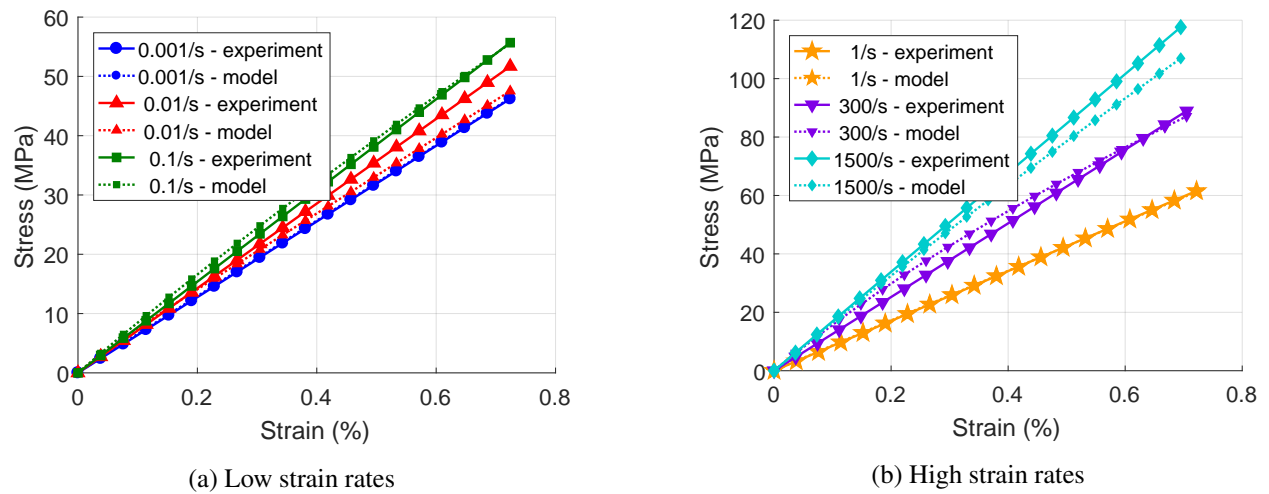 60
50
40
30
20
10
0
Stress (MPa)
0.001/s - experiment
0.001/s - model
0.01/s - experiment
0.01/s - model
0.1/s - experiment
0.1/s - model
0 0.2 0.4 0.6 0.8
Strain (%)
(a) Low strain rates
120
100
80
60
40
20
0
Stress (MPa)
1/s - experiment
1/s - model
300/s - experiment
300/s - model
1500/s - experiment
1500/s - model
0 0.2 0.4 0.6 0.8
Strain (%)
(b) High strain rates